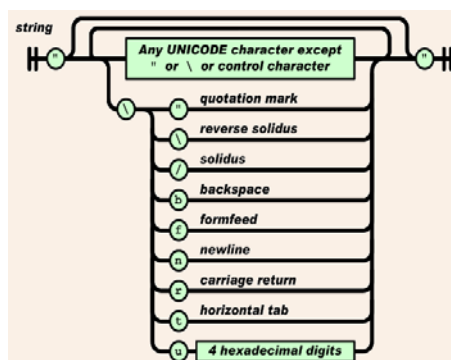 string
" Any UNICODE character except "
" or \ or control character
\ " quotation mark
\ reverse solidus
/ solidus
b backspace
f formfeed
n newline
r carriage return
t horizontal tab
u 4 hexadecimal digits